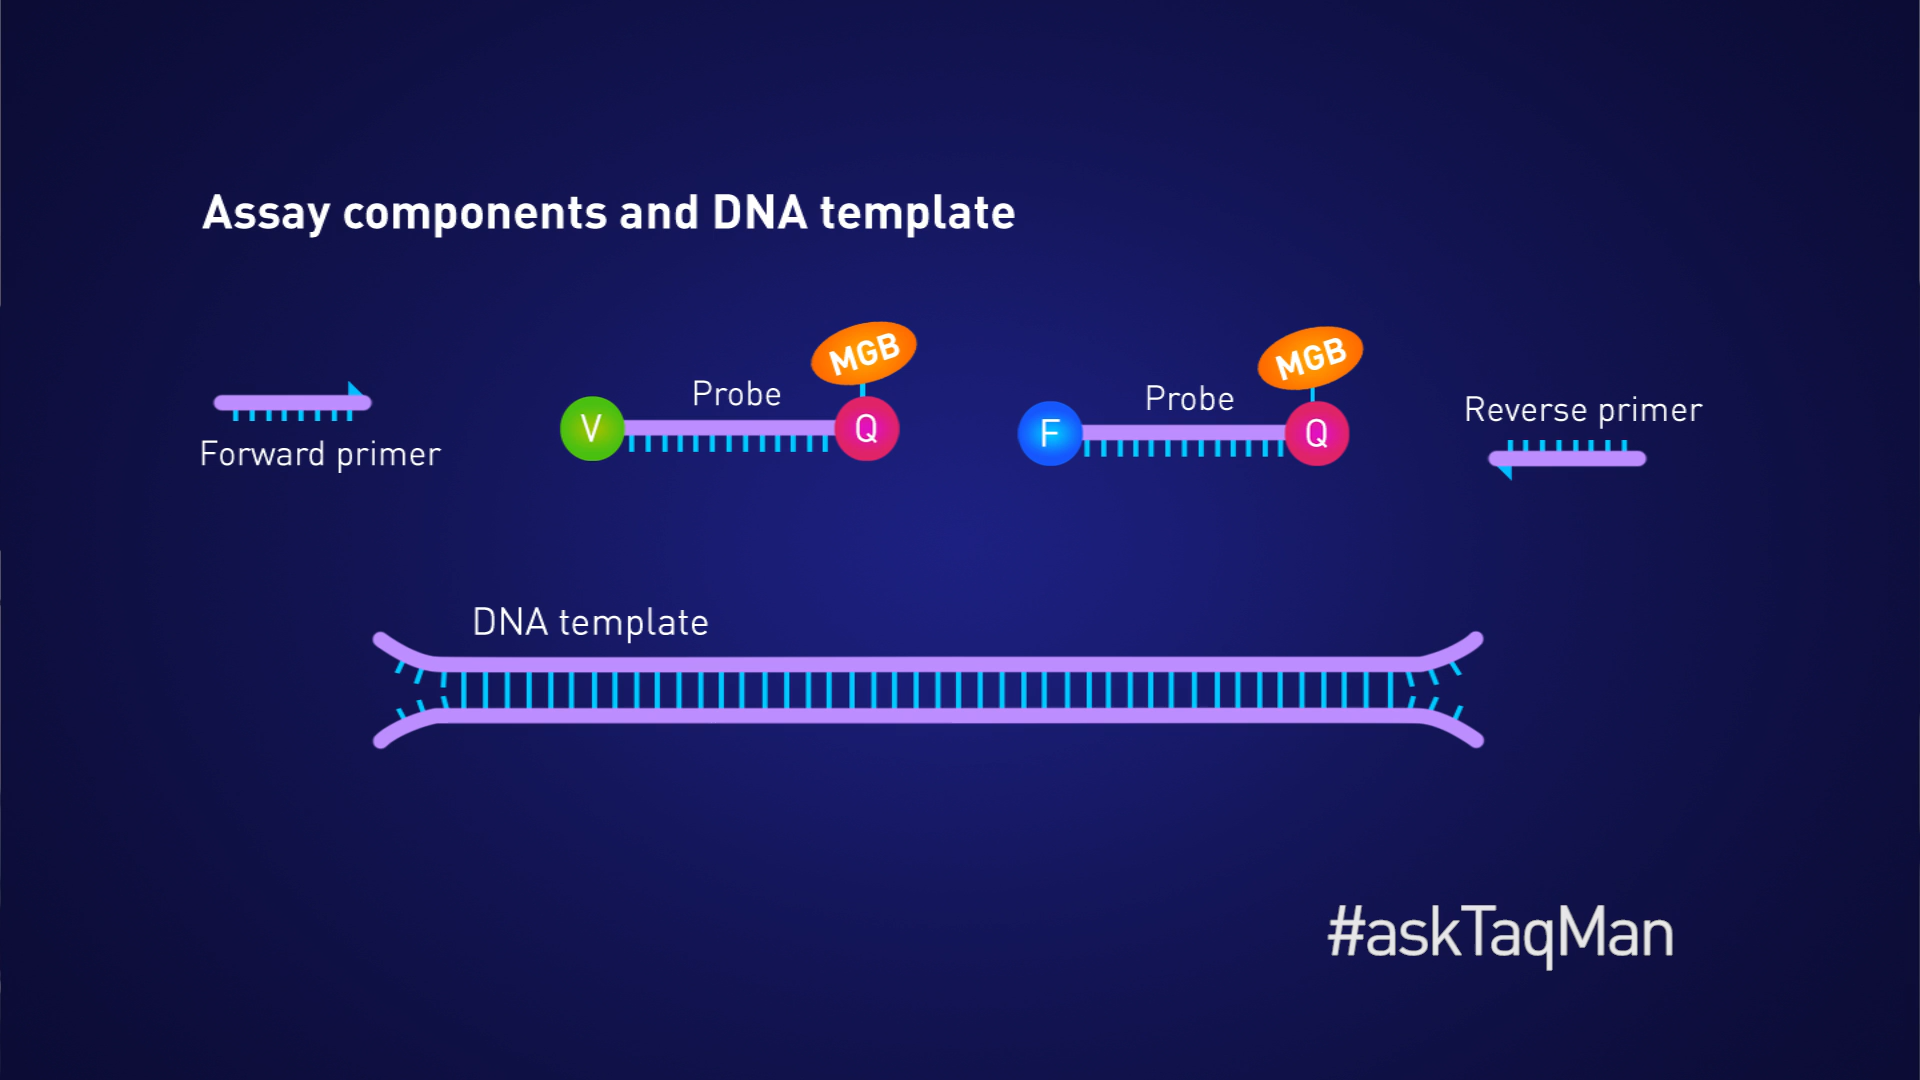 Assay components and DNA template
Forward primer
V
Probe
Q
MGB
F
Probe
Q
MGB
Reverse primer
DNA template
#askTaqMan